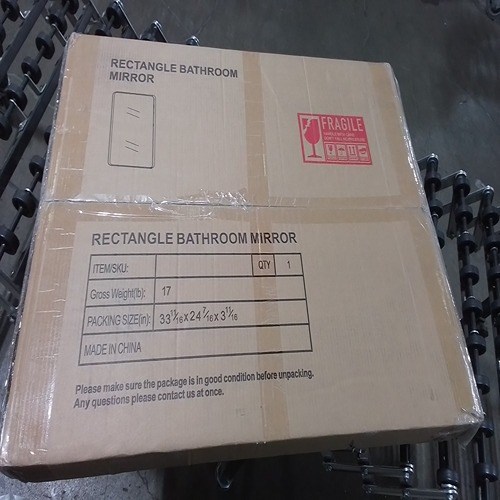 RECTANGLE BATHROOM
MIRROR
FRAGILE
RECTANGLE BATHROOM MIRROR
ITEM/SKU: QTY 1
Gross Weight(lb): 17
PACKING SIZE(in): 33 11/16 x 24 7/16 x 3 11/16
MADE IN CHINA
Please make sure the package is in good condition before unpacking.
Any questions please contact us at once.